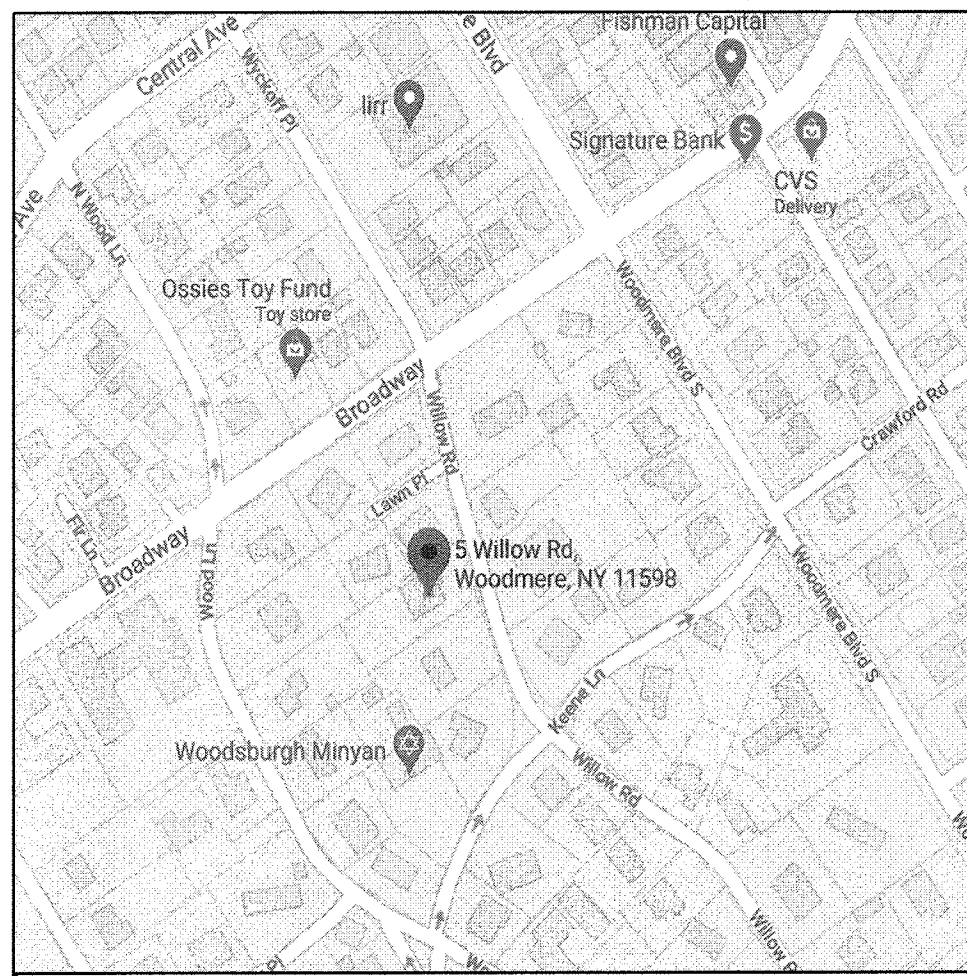 Fishman Capital
e Blvd
Central Ave
Wyckoff Pl
lirr
Signature Bank
CVS
Delivery
Ave
N Wood Ln
Ossies Toy Fund
Toy store
Woodmere Blvd S
Broadway
Willow Rd
Crawford Rd
Lawn Pl
Fir Ln
Broadway
Wood Ln
5 Willow Rd,
Woodmere, NY 11598
Woodmere Blvd S
Keene Ln
Woodsburgh Minyan
Willow Rd
Willow R
Pl